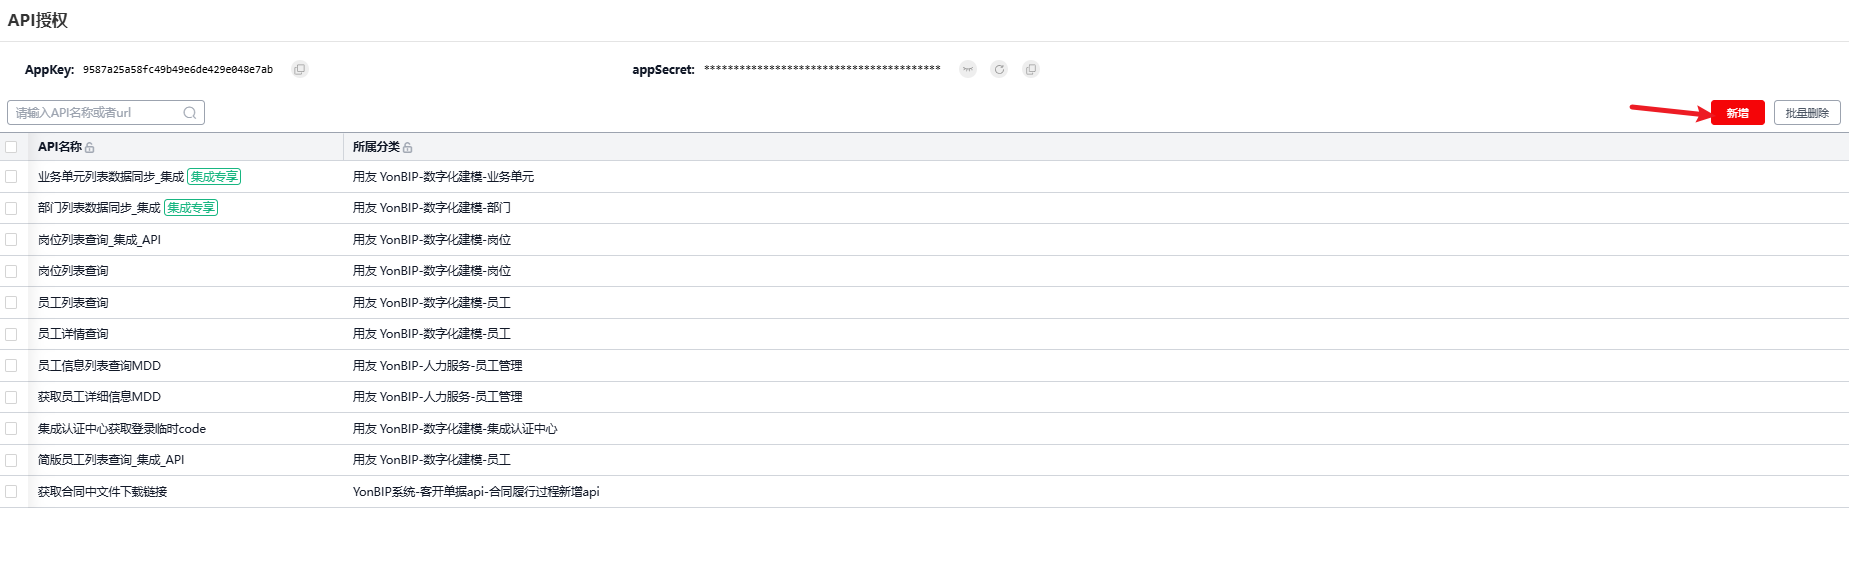 API授权
AppKey: 9587a25a58fc49b49e6de429e048e7ab appSecret: ****************************************
请输入API名称或者url 新增 批量删除
API名称 所属分类
业务单元列表数据同步_集成 集成专享 用友 YonBIP-数字化建模-业务单元
部门列表数据同步_集成 集成专享 用友 YonBIP-数字化建模-部门
岗位列表查询_集成_API 用友 YonBIP-数字化建模-岗位
岗位列表查询 用友 YonBIP-数字化建模-岗位
员工列表查询 用友 YonBIP-数字化建模-员工
员工详情查询 用友 YonBIP-数字化建模-员工
员工信息列表查询MDD 用友 YonBIP-人力服务-员工管理
获取员工详细信息MDD 用友 YonBIP-人力服务-员工管理
集成认证中心获取登录临时code 用友 YonBIP-数字化建模-集成认证中心
简版员工列表查询_集成_API 用友 YonBIP-数字化建模-员工
获取合同中文件下载链接 YonBIP系统-客开单据api-合同履行过程新增api